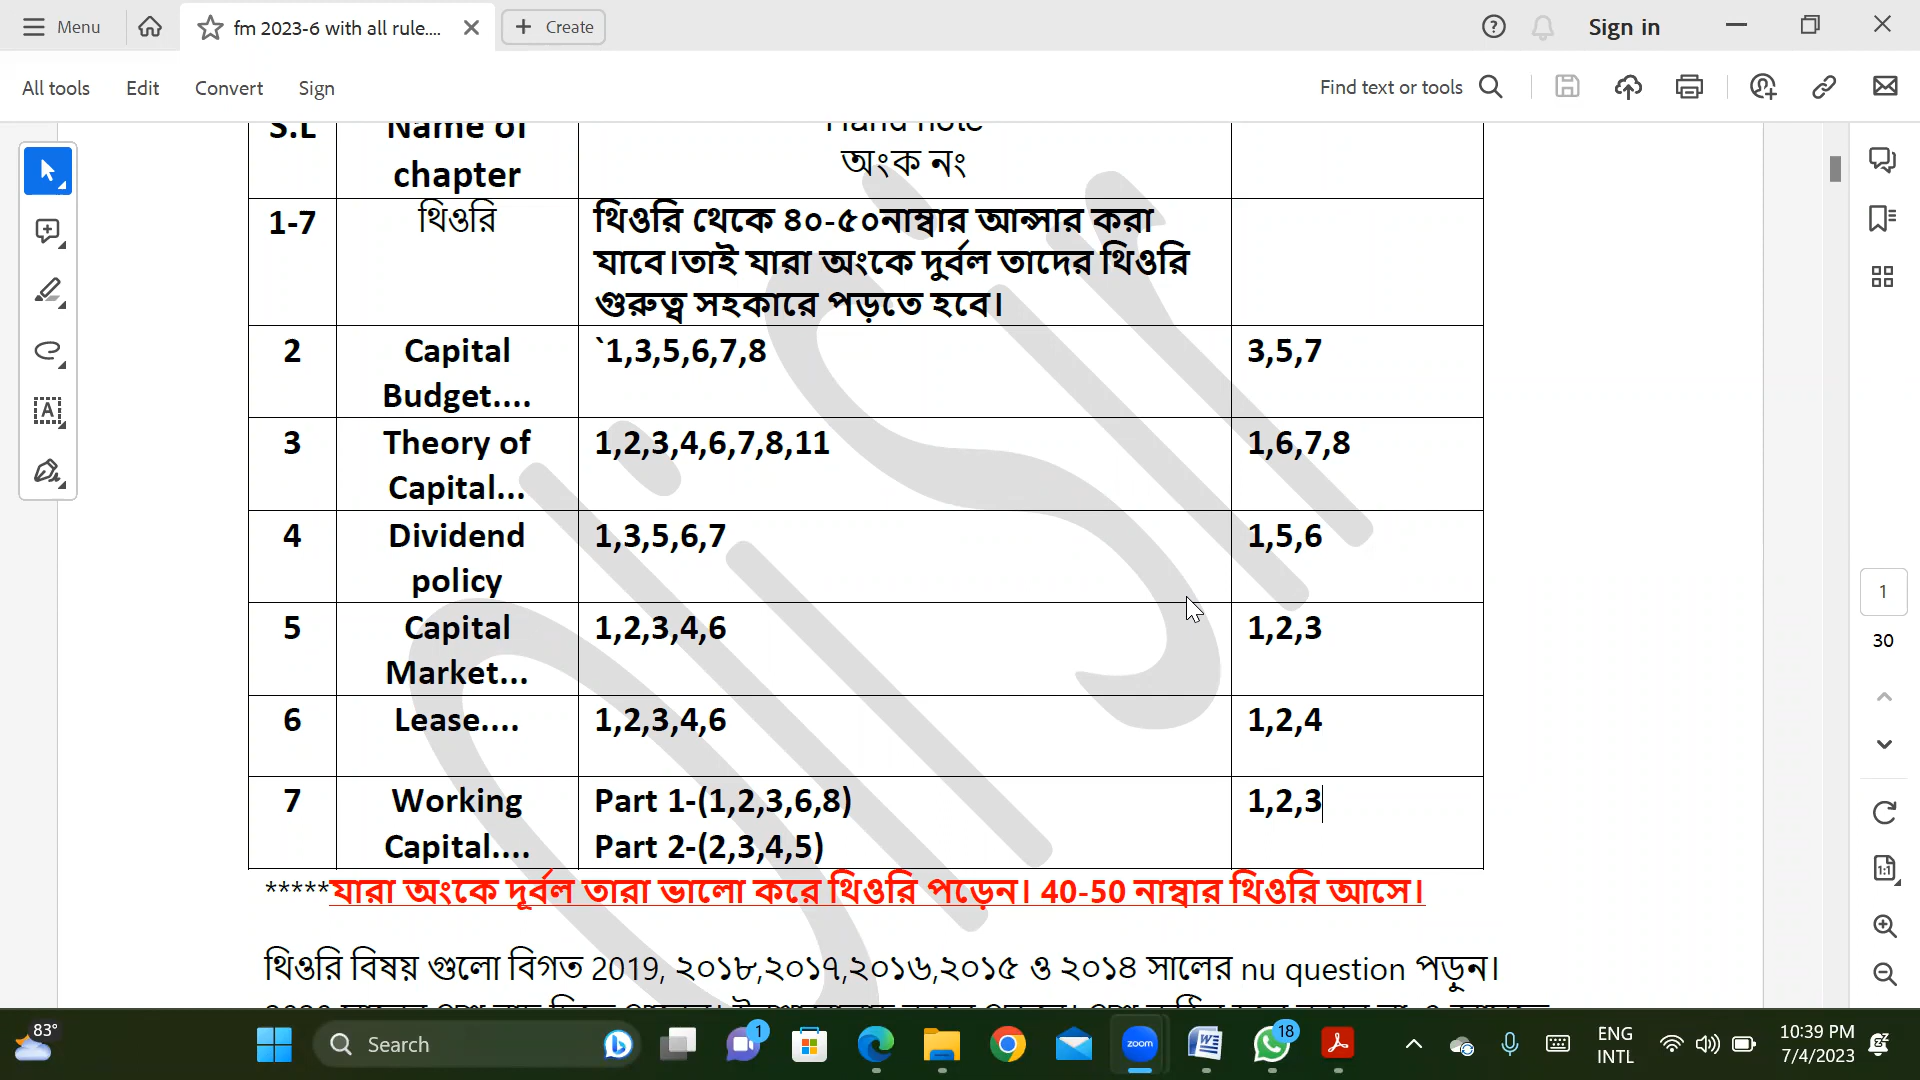 Menu
fm 2023-6 with all rule....
Create
Sign in
All tools Edit Convert Sign
Find text or tools
S.L Name of chapter Hand note অংক নং
1-7 থিওরি থিওরি থেকে ৪০-৫০নাম্বার আন্সার করা
যাবে।তাই যারা অংকে দুর্বল তাদের থিওরি
গুরুত্ব সহকারে পড়তে হবে।
2 Capital Budget.... `1,3,5,6,7,8 3,5,7
3 Theory of Capital... 1,2,3,4,6,7,8,11 1,6,7,8
4 Dividend policy 1,3,5,6,7 1,5,6
5 Capital Market... 1,2,3,4,6 1,2,3
6 Lease.... 1,2,3,4,6 1,2,4
7 Working Capital.... Part 1-(1,2,3,6,8) 1,2,3
Part 2-(2,3,4,5)
*****যারা অংকে দূর্বল তারা ভালো করে থিওরি পড়েন। 40-50 নাম্বার থিওরি আসে।
থিওরি বিষয় গুলো বিগত 2019, ২০১৮,২০১৭,২০১৬,২০১৫ ও ২০১৪ সালের nu question পড়ুন।
1
30
83°
Search
1
zoom
18
ENG
INTL
10:39 PM
7/4/2023